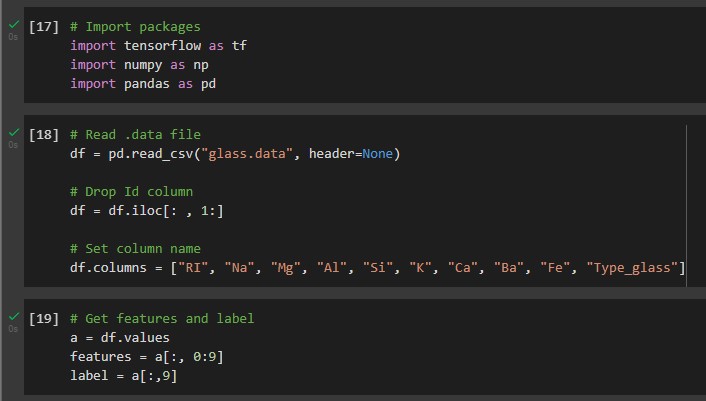 [17] # Import packages
0s
import tensorflow as tf
import numpy as np
import pandas as pd
[18] # Read .data file
0s
df = pd.read_csv("glass.data", header=None)
# Drop Id column
df = df.iloc[: , 1:]
# Set column name
df.columns = ["RI", "Na", "Mg", "Al", "Si", "K", "Ca", "Ba", "Fe", "Type_glass"]
[19] # Get features and label
0s
a = df.values
features = a[:, 0:9]
label = a[:,9]